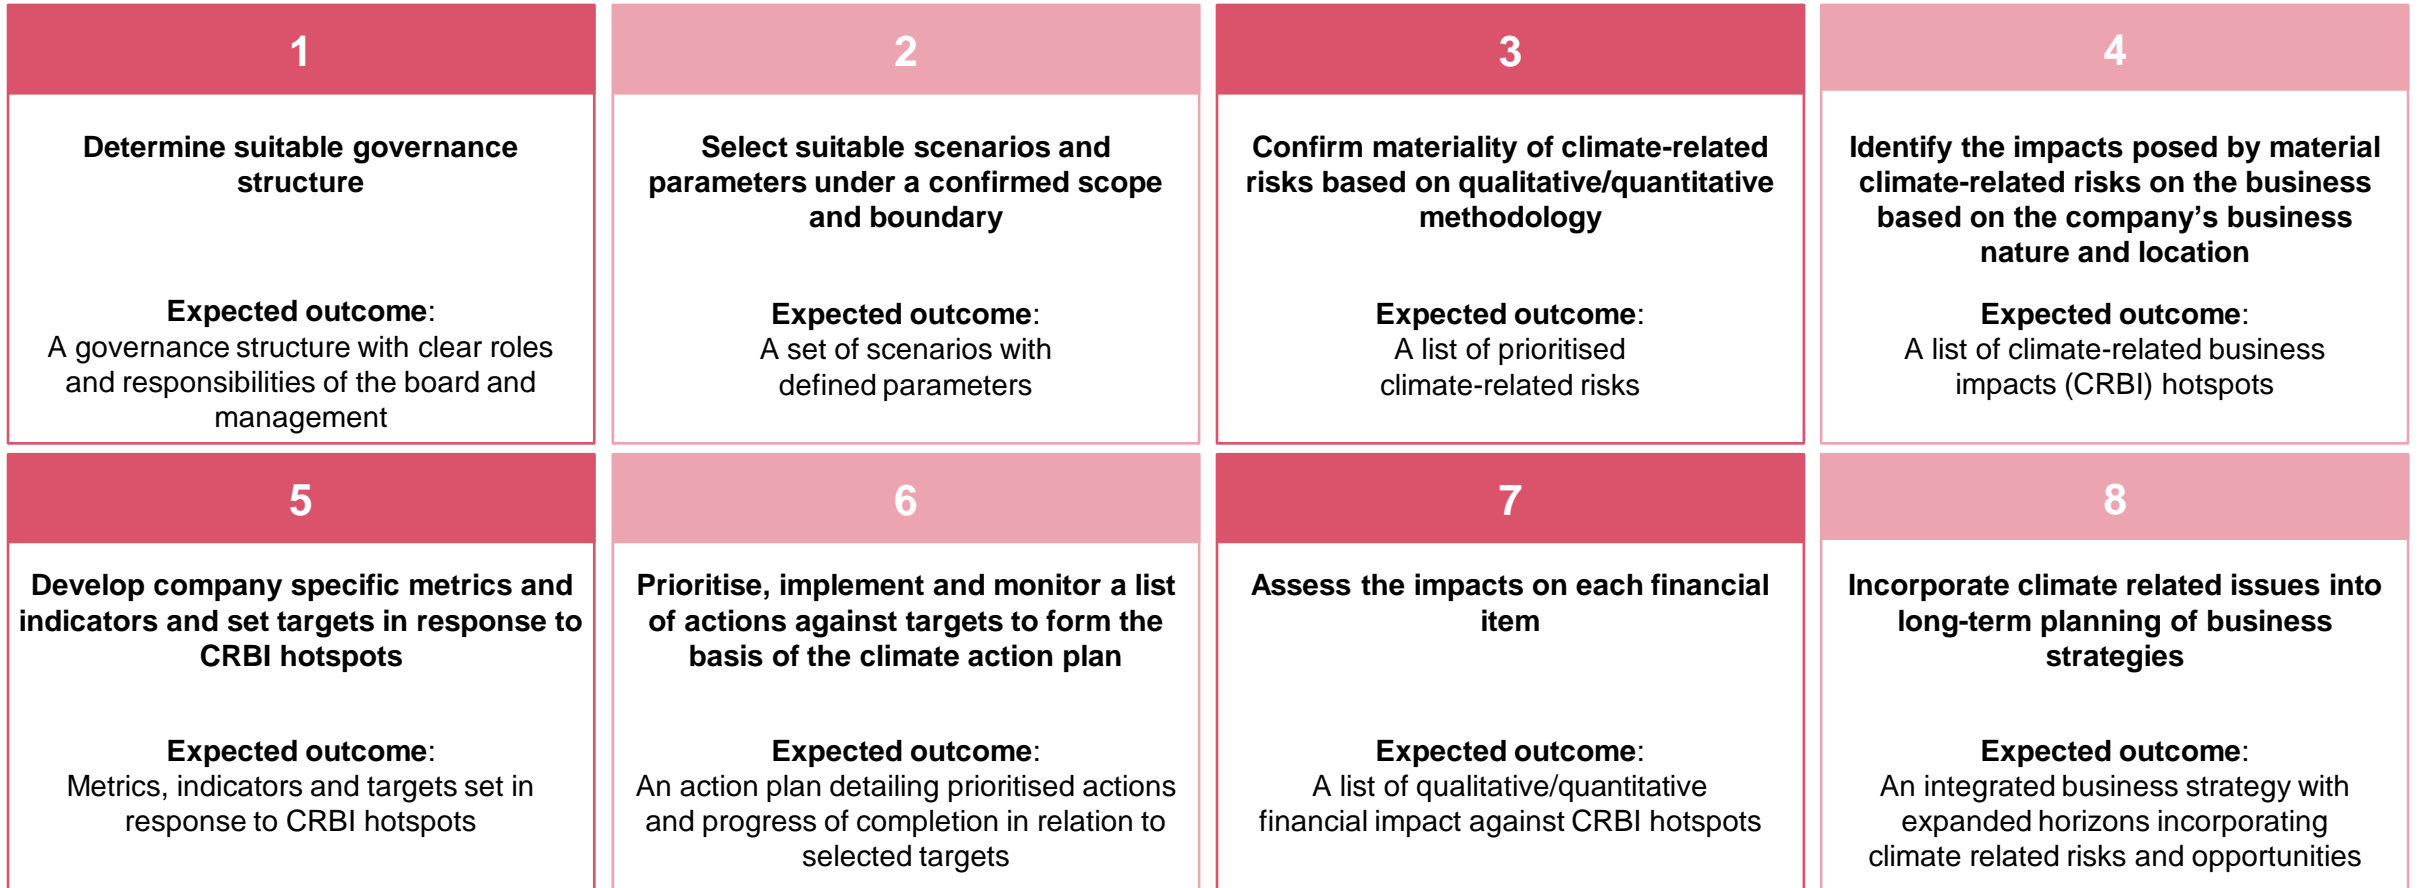 1
Determine suitable governance
structure
Expected outcome:
A governance structure with clear roles
and responsibilities of the board and
management
2
Select suitable scenarios and
parameters under a confirmed scope
and boundary
Expected outcome:
A set of scenarios with
defined parameters
3
Confirm materiality of climate-related
risks based on qualitative/quantitative
methodology
Expected outcome:
A list of prioritised
climate-related risks
4
Identify the impacts posed by material
climate-related risks on the business
based on the company’s business
nature and location
Expected outcome:
A list of climate-related business
impacts (CRBI) hotspots
5
Develop company specific metrics and
indicators and set targets in response to
CRBI hotspots
Expected outcome:
Metrics, indicators and targets set in
response to CRBI hotspots
6
Prioritise, implement and monitor a list
of actions against targets to form the
basis of the climate action plan
Expected outcome:
An action plan detailing prioritised actions
and progress of completion in relation to
selected targets
7
Assess the impacts on each financial
item
Expected outcome:
A list of qualitative/quantitative
financial impact against CRBI hotspots
8
Incorporate climate related issues into
long-term planning of business
strategies
Expected outcome:
An integrated business strategy with
expanded horizons incorporating
climate related risks and opportunities